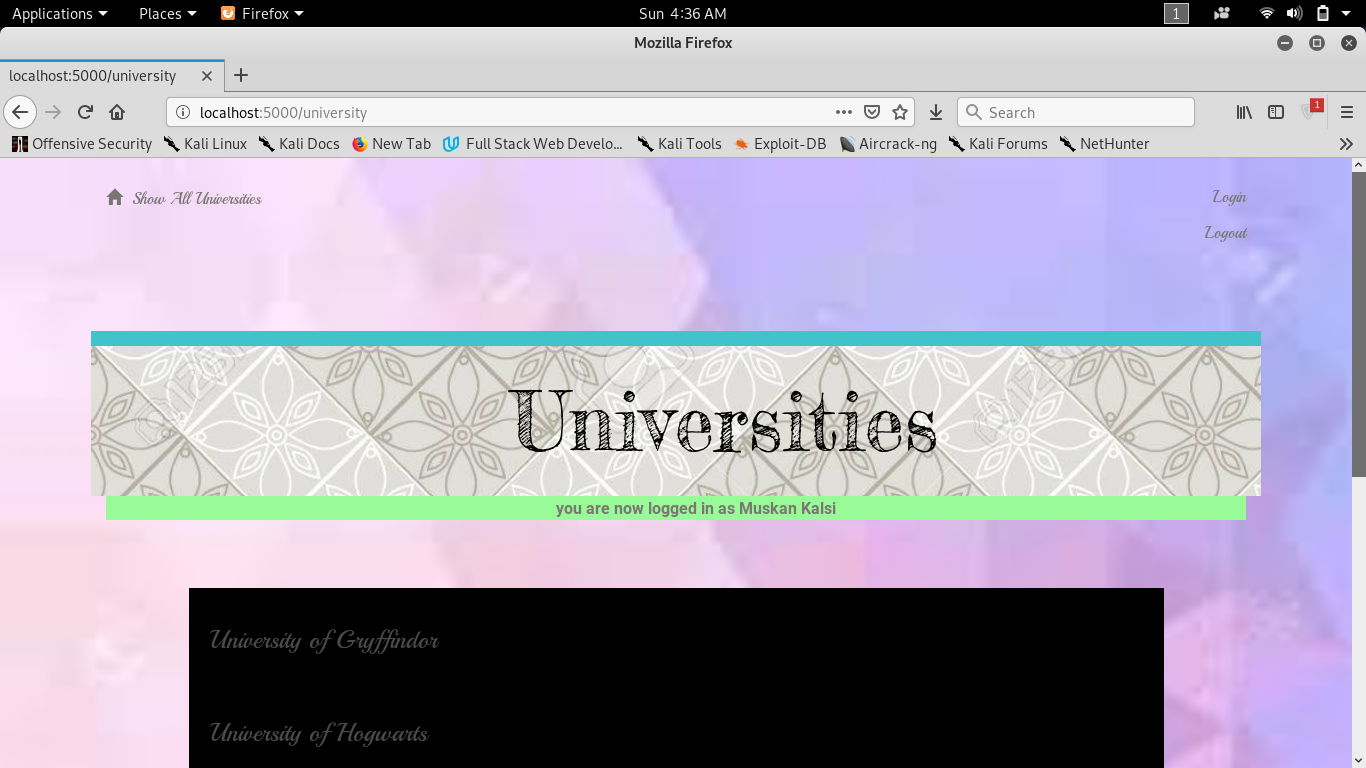 Applications Places Firefox Sun 4:36 AM 1
Mozilla Firefox
localhost:5000/university
localhost:5000/university Search 1
Offensive Security Kali Linux Kali Docs New Tab Full Stack Web Develo… Kali Tools Exploit-DB Aircrack-ng Kali Forums NetHunter
Show All Universities Login
Logout
Universities
you are now logged in as Muskan Kalsi
University of Gryffindor
University of Hogwarts